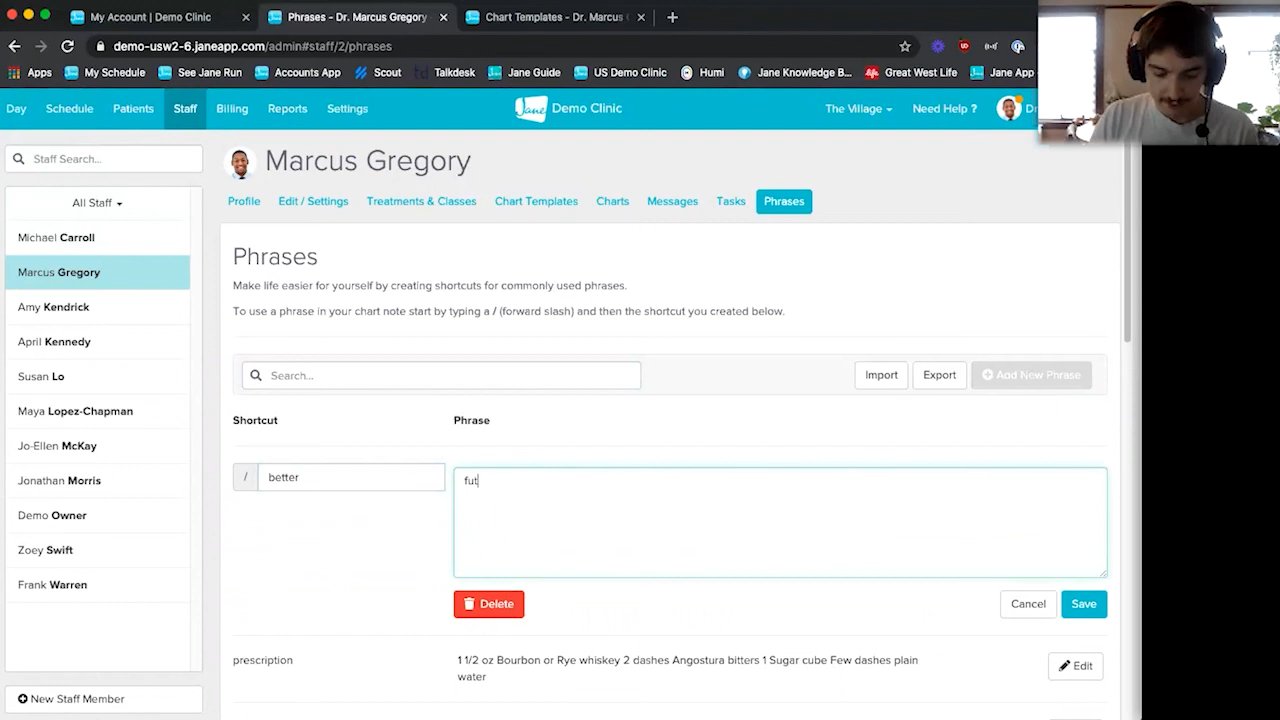 My Account | Demo Clinic
Phrases - Dr. Marcus Gregory
Chart Templates - Dr. Marcus
demo-usw2-6.janeapp.com/admin#staff/2/phrases
Apps My Schedule See Jane Run Accounts App Scout Talkdesk Jane Guide US Demo Clinic Humi Jane Knowledge B... Great West Life Jane App -
Day Schedule Patients Staff Billing Reports Settings Jane Demo Clinic The Village Need Help ? Dr
Staff Search...
Marcus Gregory
All Staff
Profile Edit / Settings Treatments & Classes Chart Templates Charts Messages Tasks Phrases
Michael Carroll
Marcus Gregory
Amy Kendrick
April Kennedy
Susan Lo
Maya Lopez-Chapman
Jo-Ellen McKay
Jonathan Morris
Demo Owner
Zoey Swift
Frank Warren
New Staff Member
Phrases
Make life easier for yourself by creating shortcuts for commonly used phrases.
To use a phrase in your chart note start by typing a / (forward slash) and then the shortcut you created below.
Search... Import Export Add New Phrase
Shortcut Phrase
/ better fut
Delete Cancel Save
prescription 1 1/2 oz Bourbon or Rye whiskey 2 dashes Angostura bitters 1 Sugar cube Few dashes plain
water
Edit